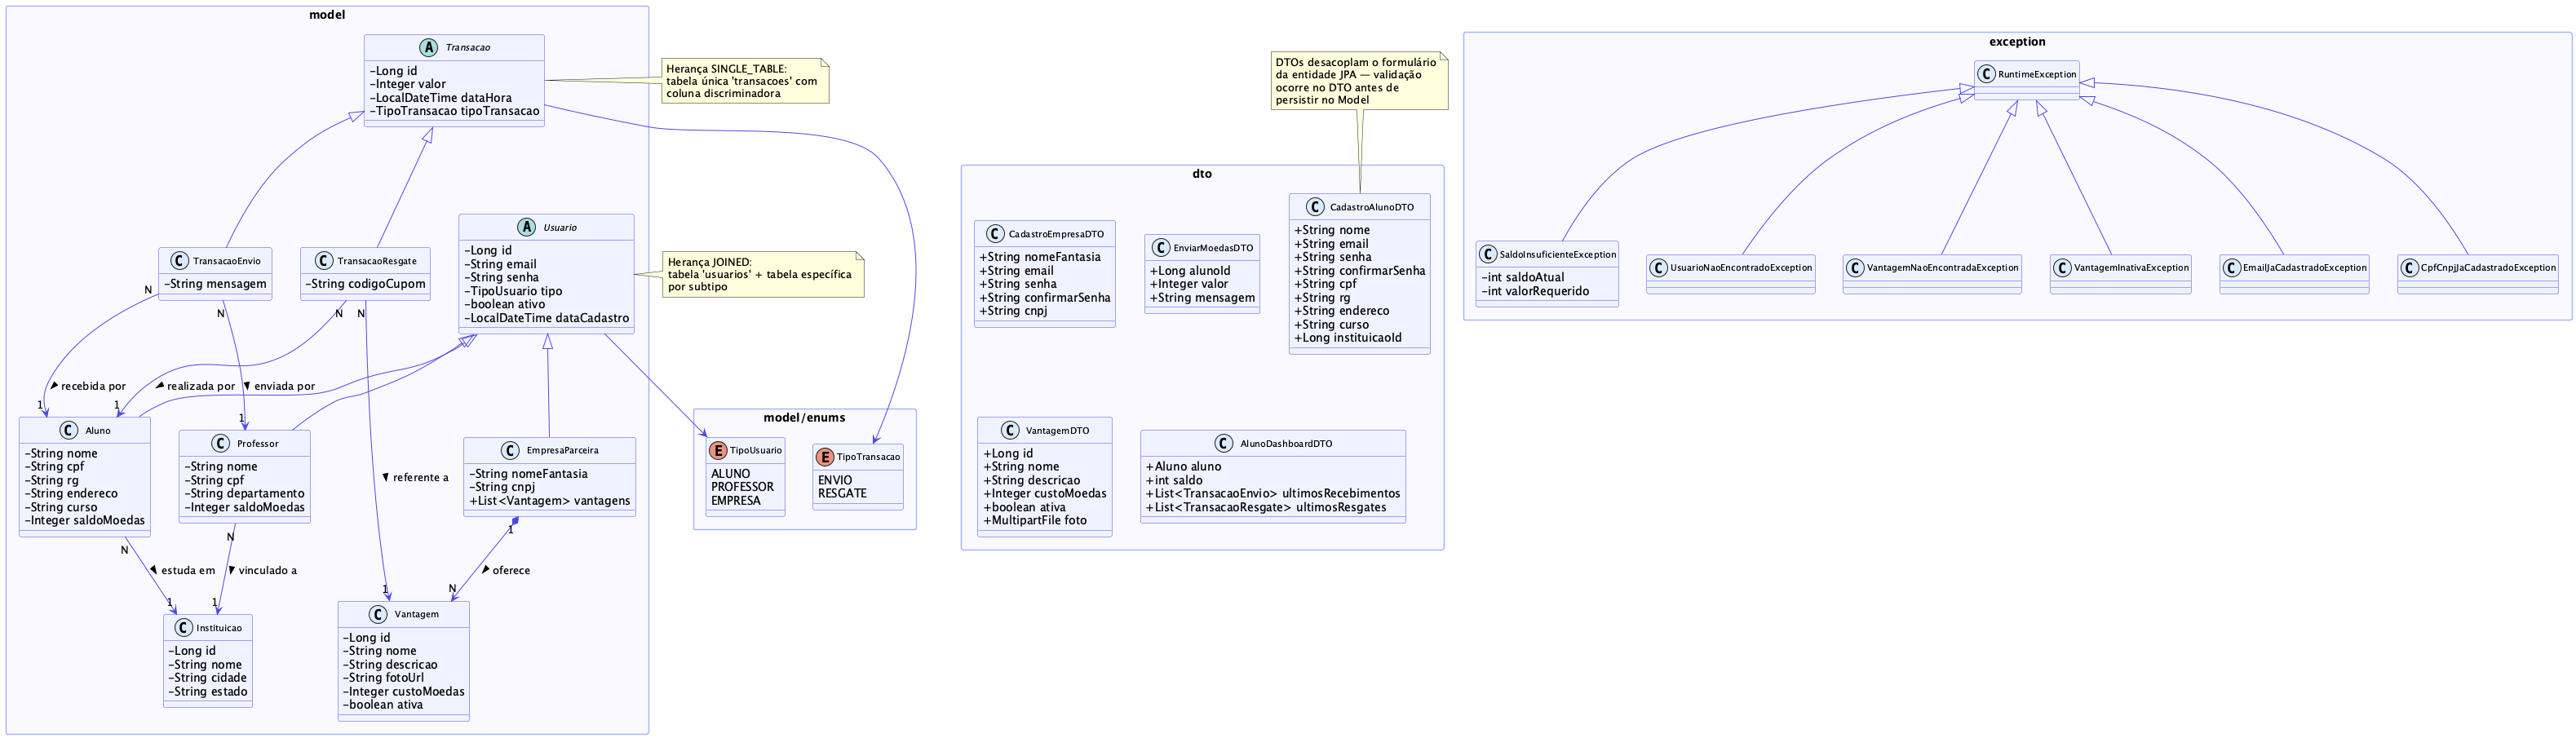 model
A Transacao
-Long id
-Integer valor
-LocalDateTime dataHora
-TipoTransacao tipoTransacao
Herança SINGLE_TABLE:
tabela única 'transacoes' com
coluna discriminadora
C TransacaoEnvio
-String mensagem
C TransacaoResgate
-String codigoCupom
A Usuario
-Long id
-String email
-String senha
-TipoUsuario tipo
-boolean ativo
-LocalDateTime dataCadastro
Herança JOINED:
tabela 'usuarios' + tabela específica
por subtipo
N
N
N
N
recebida por
realizada por
enviada por
1
1
1
C Aluno
-String nome
-String cpf
-String rg
-String endereco
-String curso
-Integer saldoMoedas
C Professor
-String nome
-String cpf
-String departamento
-Integer saldoMoedas
referente a
C EmpresaParceira
-String nomeFantasia
-String cnpj
+List<Vantagem> vantagens
N
N
1
estuda em
vinculado a
oferece
1
1
1
N
C Instituicao
-Long id
-String nome
-String cidade
-String estado
C Vantagem
-Long id
-String nome
-String descricao
-String fotoUrl
-Integer custoMoedas
-boolean ativa
model/enums
E TipoUsuario
ALUNO
PROFESSOR
EMPRESA
E TipoTransacao
ENVIO
RESGATE
DTOs desacoplam o formulário
da entidade JPA — validação
ocorre no DTO antes de
persistir no Model
dto
C CadastroEmpresaDTO
+String nomeFantasia
+String email
+String senha
+String confirmarSenha
+String cnpj
C EnviarMoedasDTO
+Long alunoId
+Integer valor
+String mensagem
C CadastroAlunoDTO
+String nome
+String email
+String senha
+String confirmarSenha
+String cpf
+String rg
+String endereco
+String curso
+Long instituicaoId
C VantagemDTO
+Long id
+String nome
+String descricao
+Integer custoMoedas
+boolean ativa
+MultipartFile foto
C AlunoDashboardDTO
+Aluno aluno
+int saldo
+List<TransacaoEnvio> ultimosRecebimentos
+List<TransacaoResgate> ultimosResgates
exception
C RuntimeException
C SaldoInsuficienteException
-int saldoAtual
-int valorRequerido
C UsuarioNaoEncontradoException
C VantagemNaoEncontradaException
C VantagemInativaException
C EmailJaCadastradoException
C CpfCnpjJaCadastradoException